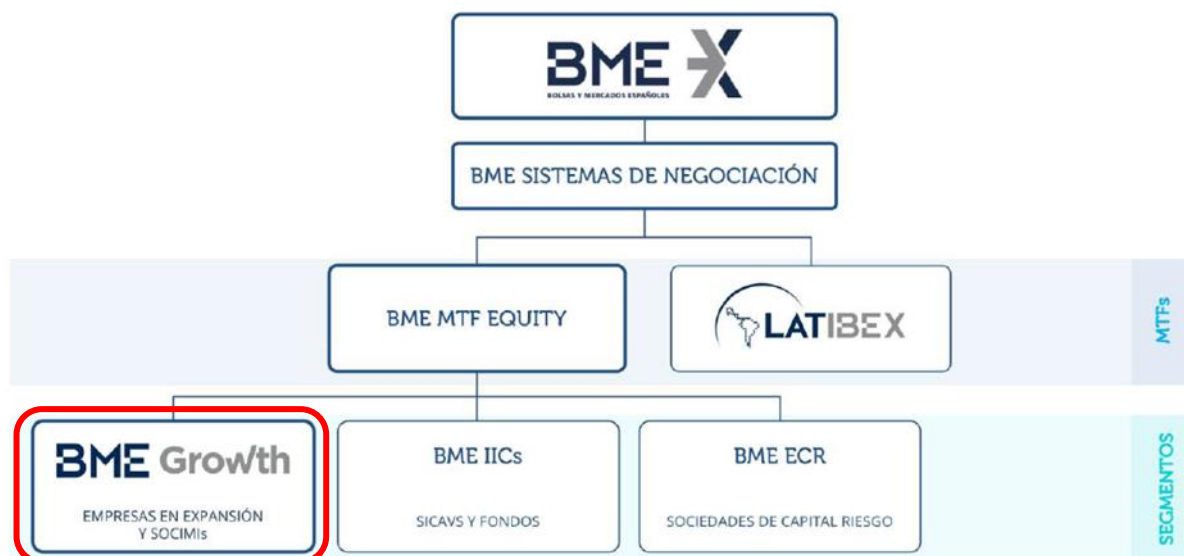 BME X
BOLSAS Y MERCADOS ESPAÑOLES
BME SISTEMAS DE NEGOCIACIÓN
BME MTF EQUITY
LATIBEX
MTFs
BME Growth
EMPRESAS EN EXPANSIÓN
Y SOCIMIs
BME IICs
SICAVS Y FONDOS
BME ECR
SOCIEDADES DE CAPITAL RIESGO
SEGMENTOS